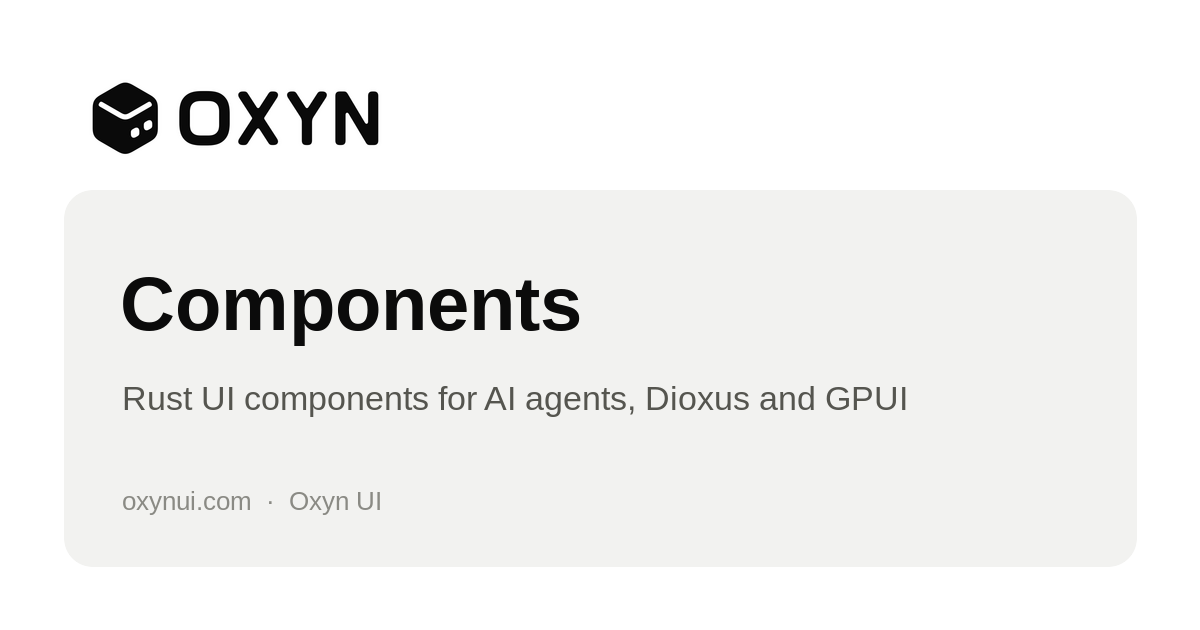 OXYN
Components
Rust UI components for AI agents, Dioxus and GPUI
oxynui.com · Oxyn UI